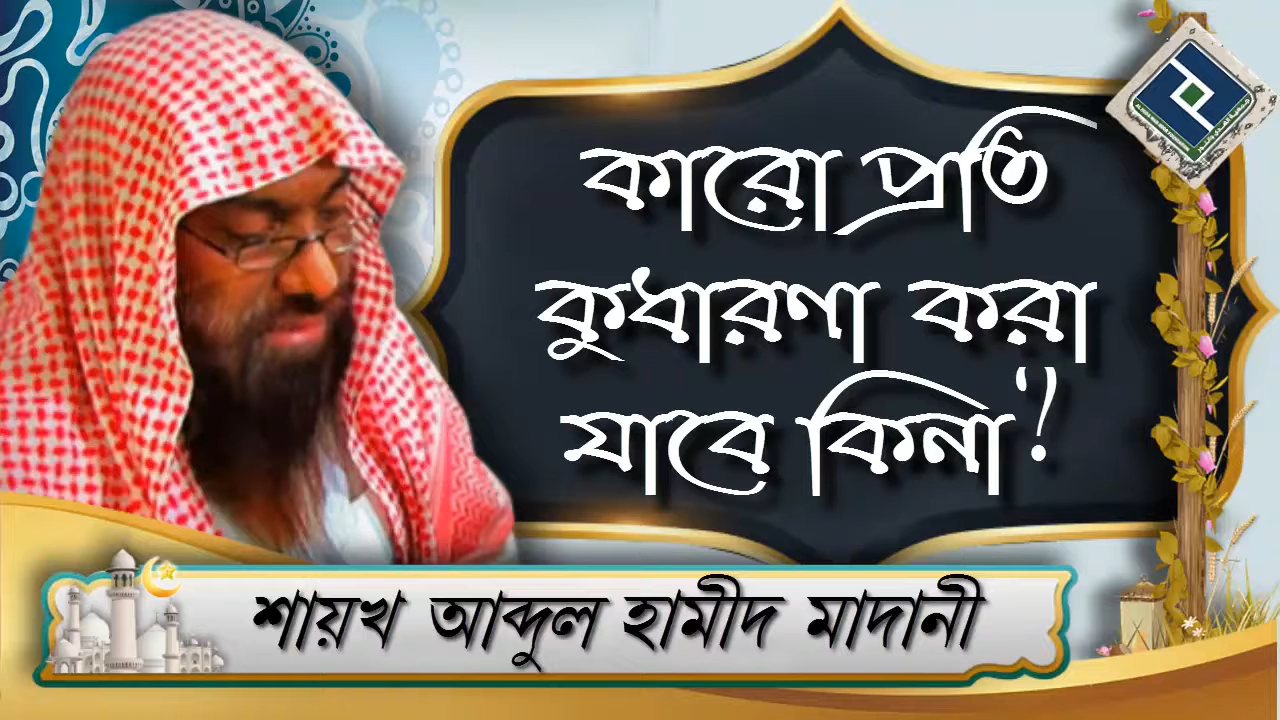 কারো প্রতি
কুধারণা করা
যাবে কিনা?
শায়খ আব্দুল হামীদ মাদানী